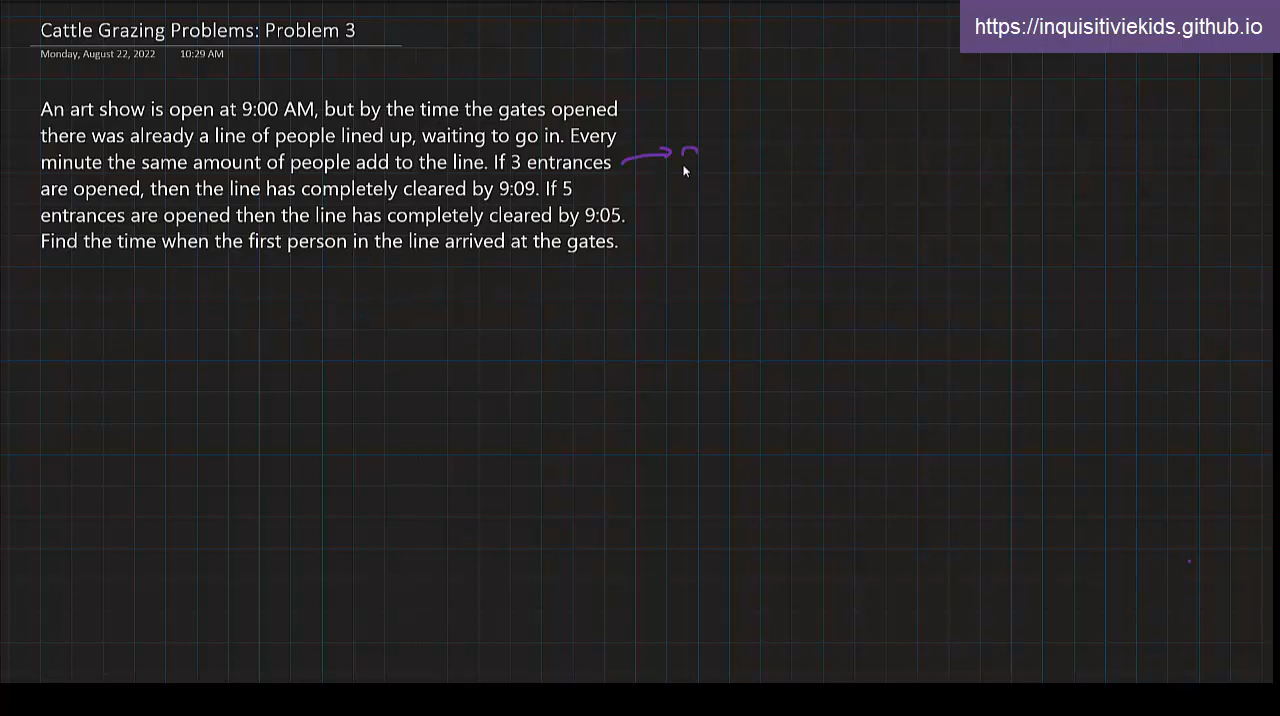 https://inquisitiviekids.github.io
Cattle Grazing Problems: Problem 3
Monday, August 22, 2022 10:29 AM
An art show is open at 9:00 AM, but by the time the gates opened
there was already a line of people lined up, waiting to go in. Every
minute the same amount of people add to the line. If 3 entrances
are opened, then the line has completely cleared by 9:09. If 5
entrances are opened then the line has completely cleared by 9:05.
Find the time when the first person in the line arrived at the gates.